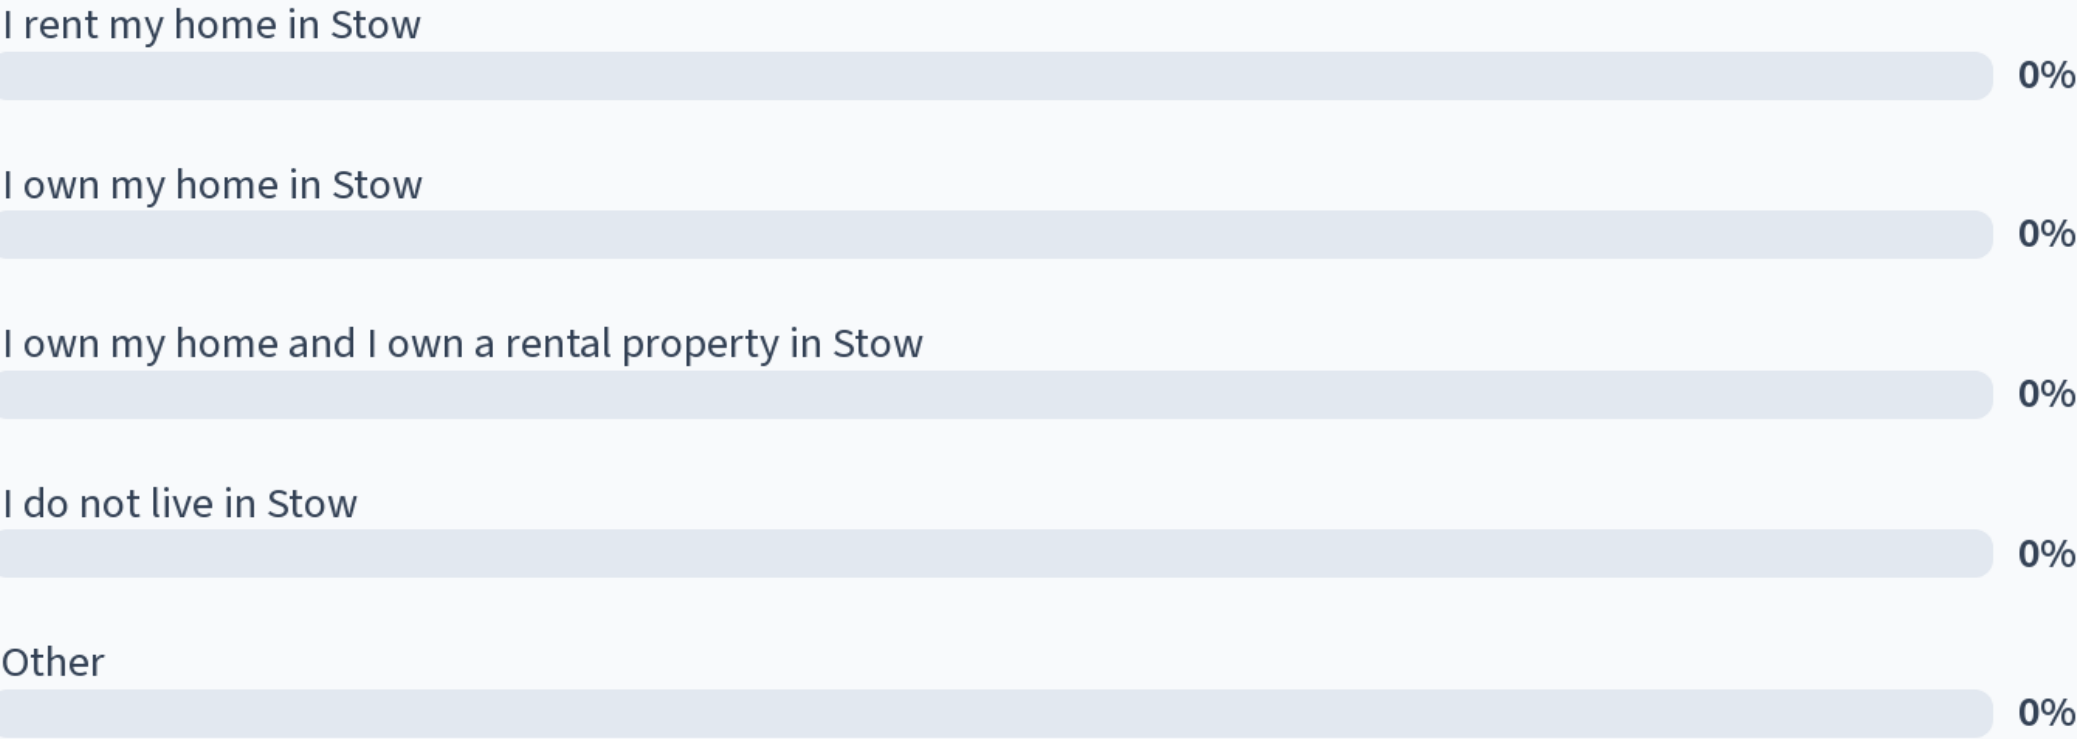 I rent my home in Stow
0%
I own my home in Stow
0%
I own my home and I own a rental property in Stow
0%
I do not live in Stow
0%
Other
0%